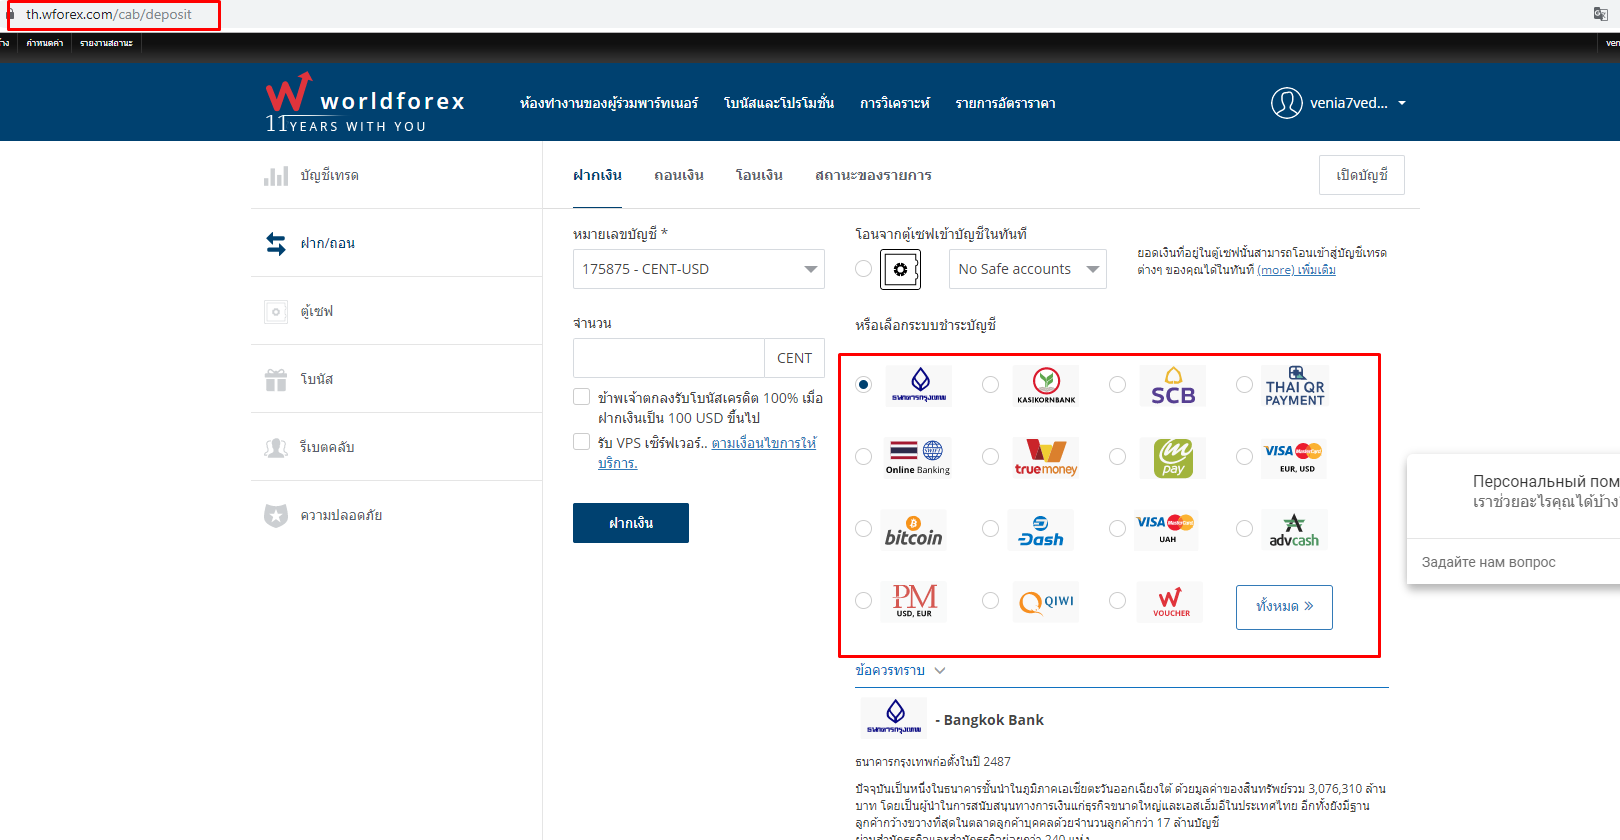 th.wforex.com/cab/deposit
กำหนดค่า
รายงานสถานะ
worldforex
11 YEARS WITH YOU
ห้องทำงานของผู้ร่วมพาร์ทเนอร์
โบนัสและโปรโมชั่น
การวิเคราะห์
รายการอัตราราคา
venia7ved...
บัญชีเทรด
ฝาก/ถอน
ตู้เซฟ
โบนัส
รีเบตคลับ
ความปลอดภัย
ฝากเงิน
ถอนเงิน
โอนเงิน
สถานะของรายการ
เปิดบัญชี
หมายเลขบัญชี *
175875 - CENT-USD
จำนวน
CENT
ข้าพเจ้าตกลงรับโบนัสเครดิต 100% เมื่อ
ฝากเงินเป็น 100 USD ขึ้นไป
รับ VPS เซิร์ฟเวอร์.. ตามเงื่อนไขการให้
บริการ.
ฝากเงิน
โอนจากตู้เซฟเข้าบัญชีในทันที
No Safe accounts
ยอดเงินที่อยู่ในตู้เซฟนั้นสามารถโอนเข้าสู่บัญชีเทรด
ต่างๆ ของคุณได้ในทันที (more) เพิ่มเติม
หรือเลือกระบบชำระบัญชี
ธนาคารกรุงเทพ
KASIKORNBANK
SCB
THAI QR
PAYMENT
Online Banking
truemoney
m
pay
VISA MasterCard
EUR, USD
bitcoin
Dash
VISA MasterCard
UAH
advcash
PM
USD, EUR
QIWI
VOUCHER
ทั้งหมด »
ข้อควรทราบ
ธนาคารกรุงเทพ
- Bangkok Bank
ธนาคารกรุงเทพก่อตั้งในปี 2487
ปัจจุบันเป็นหนึ่งในธนาคารชั้นนำในภูมิภาคเอเชียตะวันออกเฉียงใต้ ด้วยมูลค่าของสินทรัพย์รวม 3,076,310 ล้าน
บาท โดยเป็นผู้นำในการสนับสนุนทางการเงินแก่ธุรกิจขนาดใหญ่และเอสเอ็มอีในประเทศไทย อีกทั้งยังมีฐาน
ลูกค้ากว้างขวางที่สุดในตลาดลูกค้าบุคคลด้วยจำนวนลูกค้ากว่า 17 ล้านบัญชี
Персональный пом
เราช่วยอะไรคุณได้บ้าง
Задайте нам вопрос